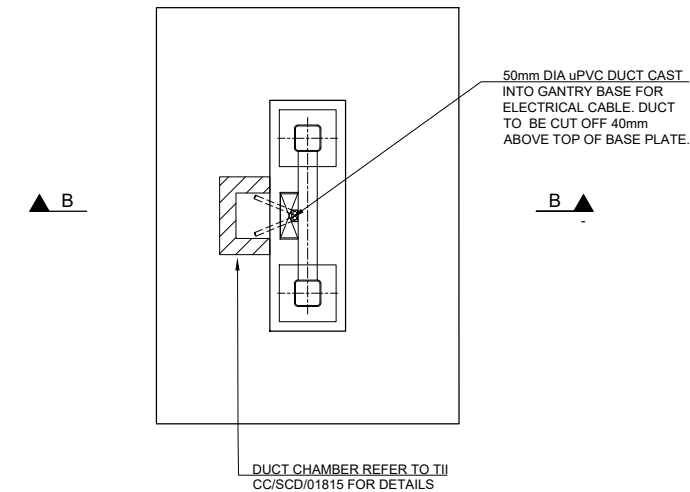 50mm DIA uPVC DUCT CAST
INTO GANTRY BASE FOR
ELECTRICAL CABLE. DUCT
TO BE CUT OFF 40mm
ABOVE TOP OF BASE PLATE.
B
B
-
DUCT CHAMBER REFER TO TII
CC/SCD/01815 FOR DETAILS